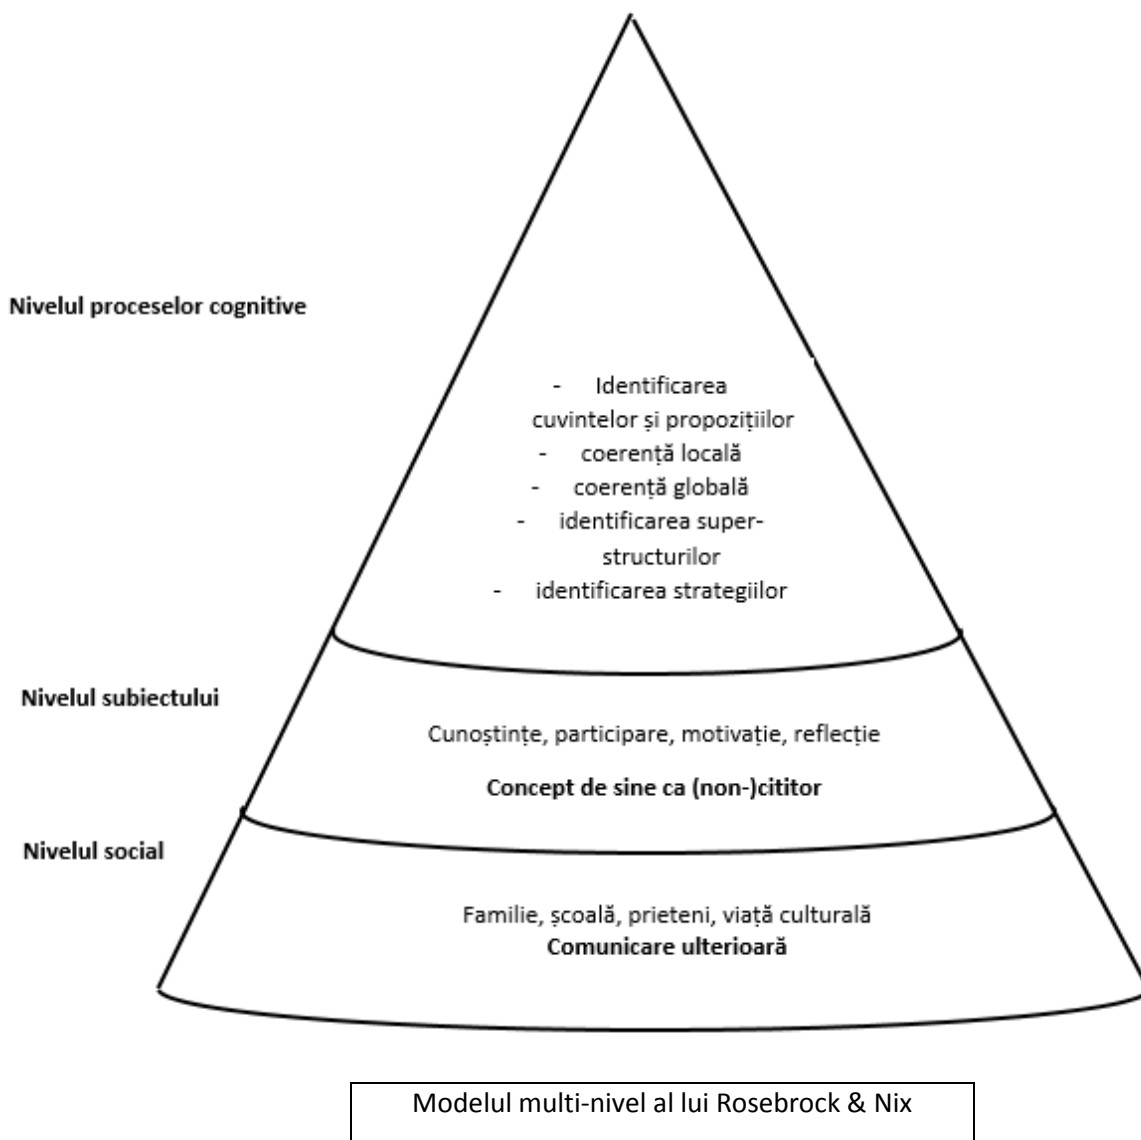 Nivelul proceselor cognitive
- Identificarea
cuvintelor și propozițiilor
- coerență locală
- coerență globală
- identificarea super-
structurilor
- identificarea strategiilor
Nivelul subiectului
Cunoștințe, participare, motivație, reflecție
Concept de sine ca (non-)cititor
Nivelul social
Familie, școală, prieteni, viață culturală
Comunicare ulterioară
Modelul multi-nivel al lui Rosebrock & Nix